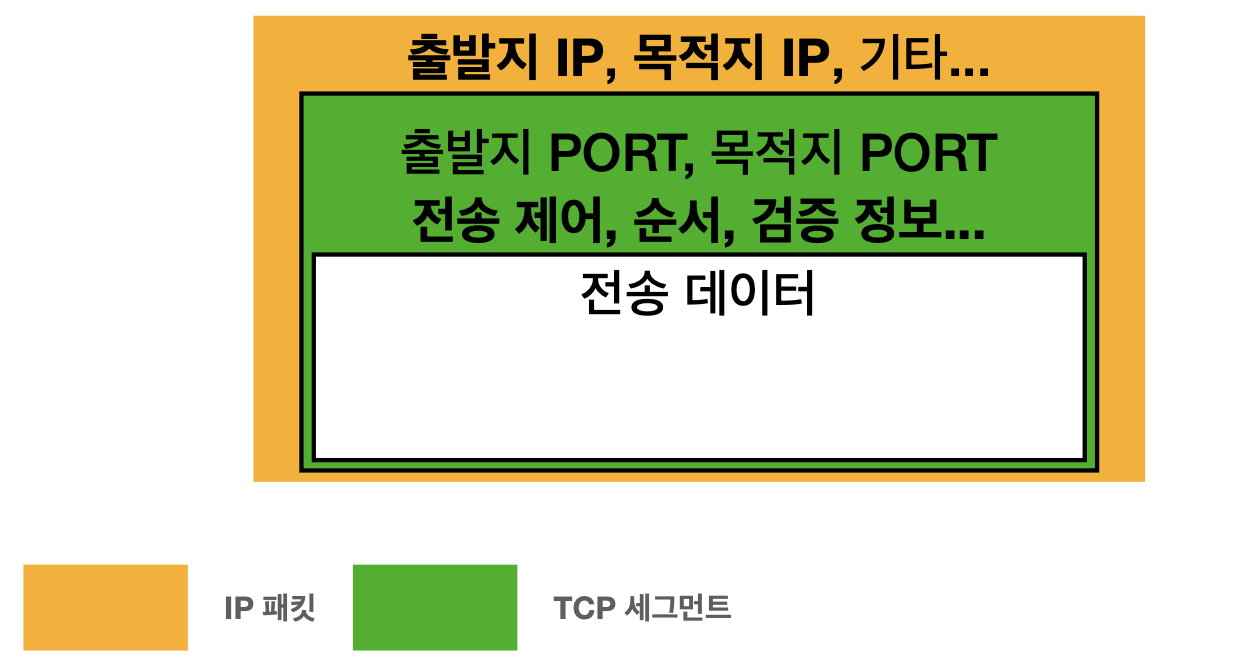 출발지 IP, 목적지 IP, 기타...
출발지 PORT, 목적지 PORT
전송 제어, 순서, 검증 정보...
전송 데이터
IP 패킷
TCP 세그먼트